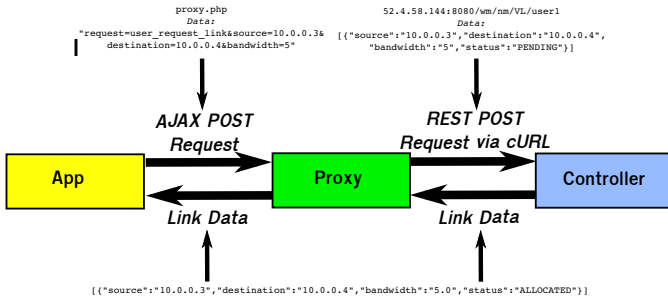 proxy.php
Data:
"request=user_request_link&source=10.0.0.3&
destination=10.0.0.4&bandwidth=5"
52.4.58.144:8080/wm/nm/VL/user1
Data:
[{"source":"10.0.0.3","destination":"10.0.0.4",
"bandwidth":"5","status":"PENDING"}]
AJAX POST
Request
REST POST
Request via cURL
App
Proxy
Controller
Link Data
Link Data
[{"source":"10.0.0.3","destination":"10.0.0.4","bandwidth":"5.0","status":"ALLOCATED"}]